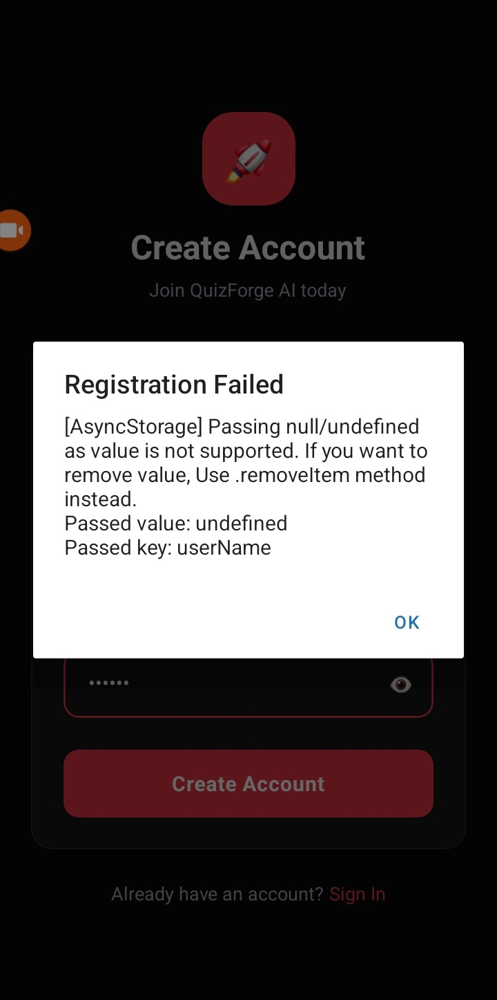 Create Account
Join QuizForge AI today
Registration Failed
[AsyncStorage] Passing null/undefined
as value is not supported. If you want to
remove value, Use .removeItem method
instead.
Passed value: undefined
Passed key: userName
OK
••••••
Create Account
Already have an account? Sign In